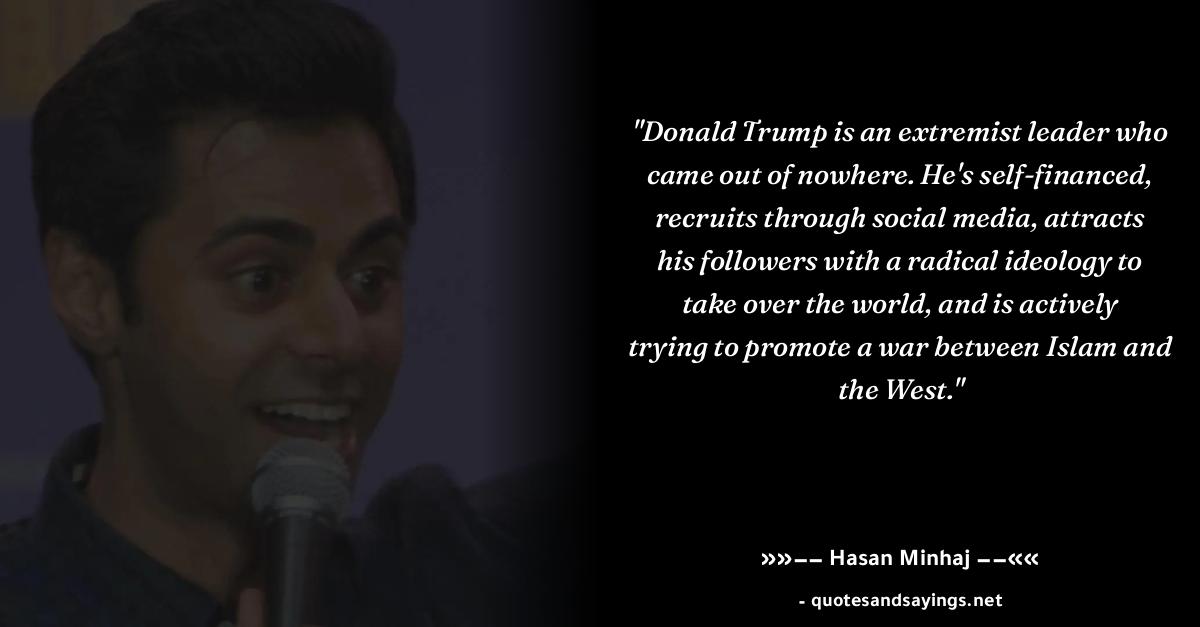 "Donald Trump is an extremist leader who
came out of nowhere. He's self-financed,
recruits through social media, attracts
his followers with a radical ideology to
take over the world, and is actively
trying to promote a war between Islam and
the West."
»»–– Hasan Minhaj ––««
- quotesandsayings.net